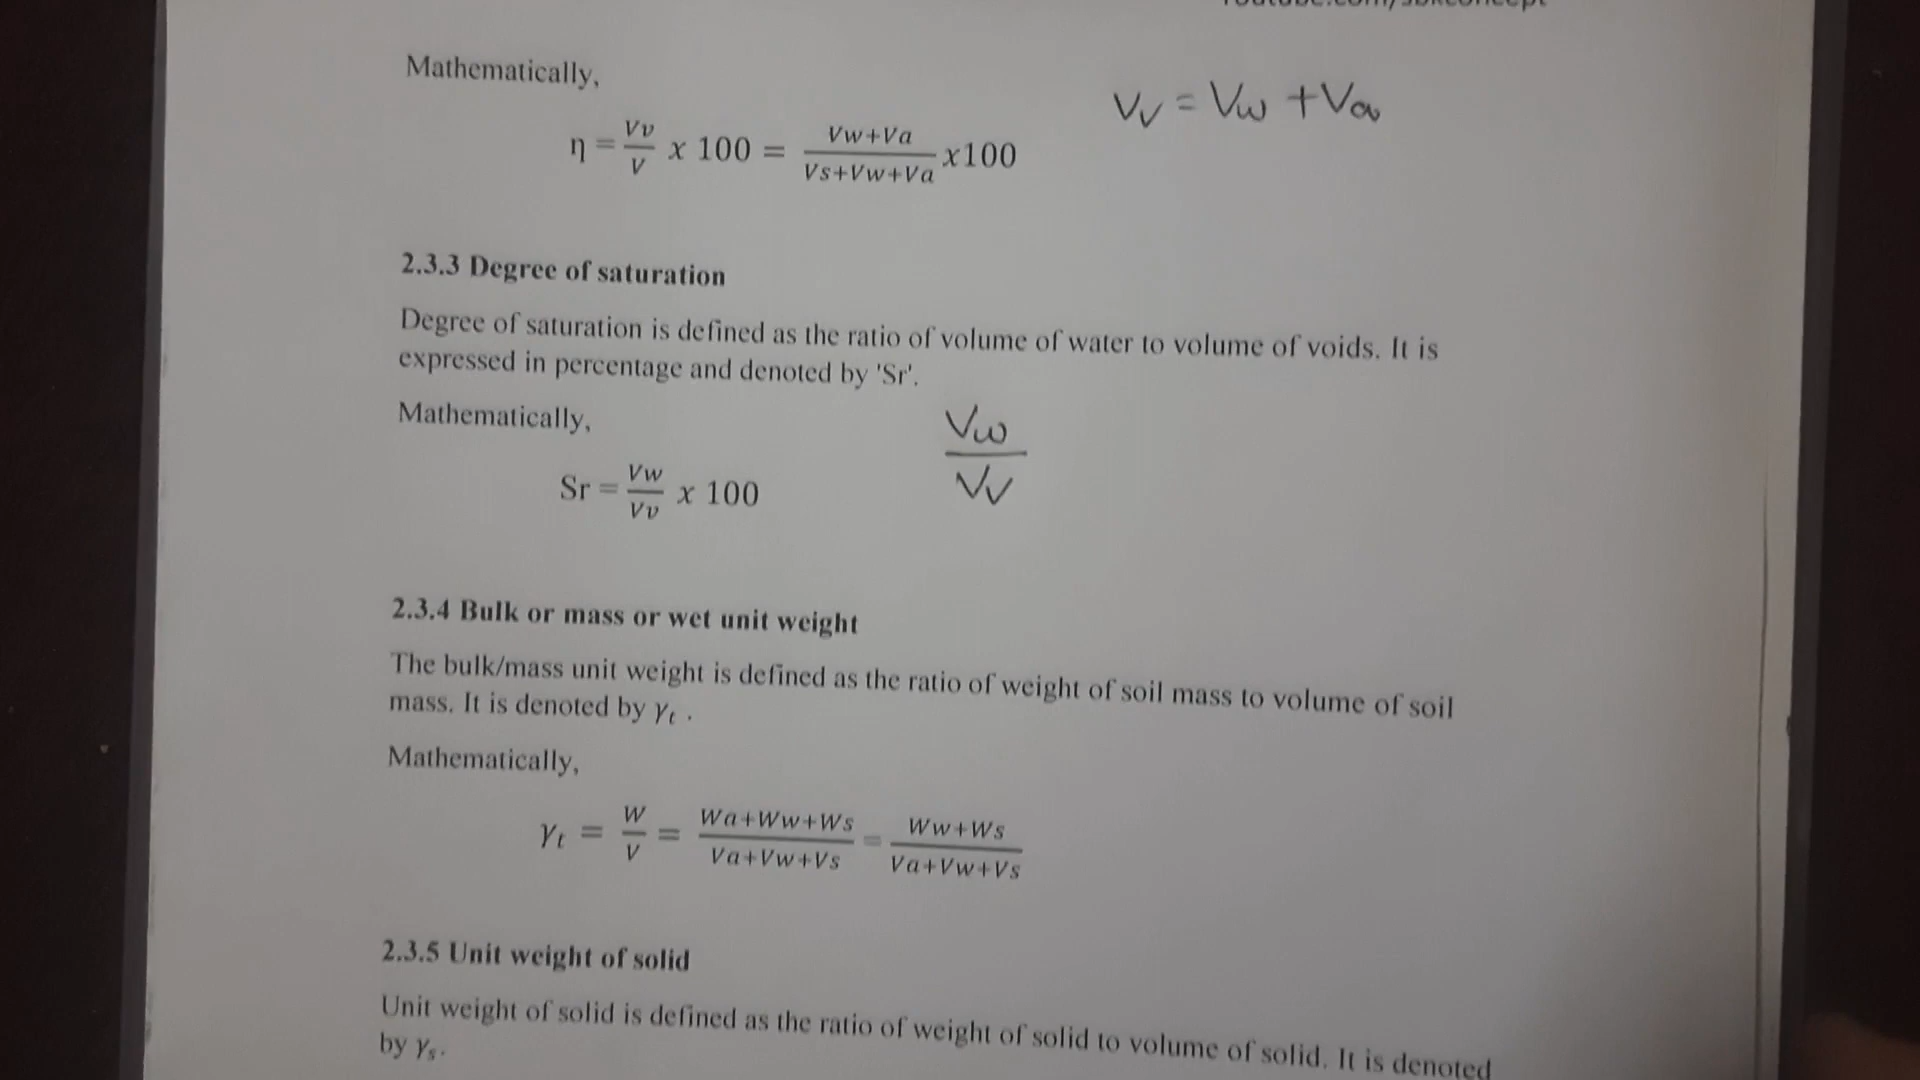 Mathematically,
Vv = Vw + Va
η = Vv/V x 100 = Vw+Va/Vs+Vw+Va x100
2.3.3 Degree of saturation
Degree of saturation is defined as the ratio of volume of water to volume of voids. It is
expressed in percentage and denoted by 'Sr'.
Mathematically,
Vw/Vv
Sr = Vw/Vv x 100
2.3.4 Bulk or mass or wet unit weight
The bulk/mass unit weight is defined as the ratio of weight of soil mass to volume of soil
mass. It is denoted by γt .
Mathematically,
γt = W/V = Wa+Ww+Ws/Va+Vw+Vs = Ww+Ws/Va+Vw+Vs
2.3.5 Unit weight of solid
Unit weight of solid is defined as the ratio of weight of solid to volume of solid. It is denoted
by γs.